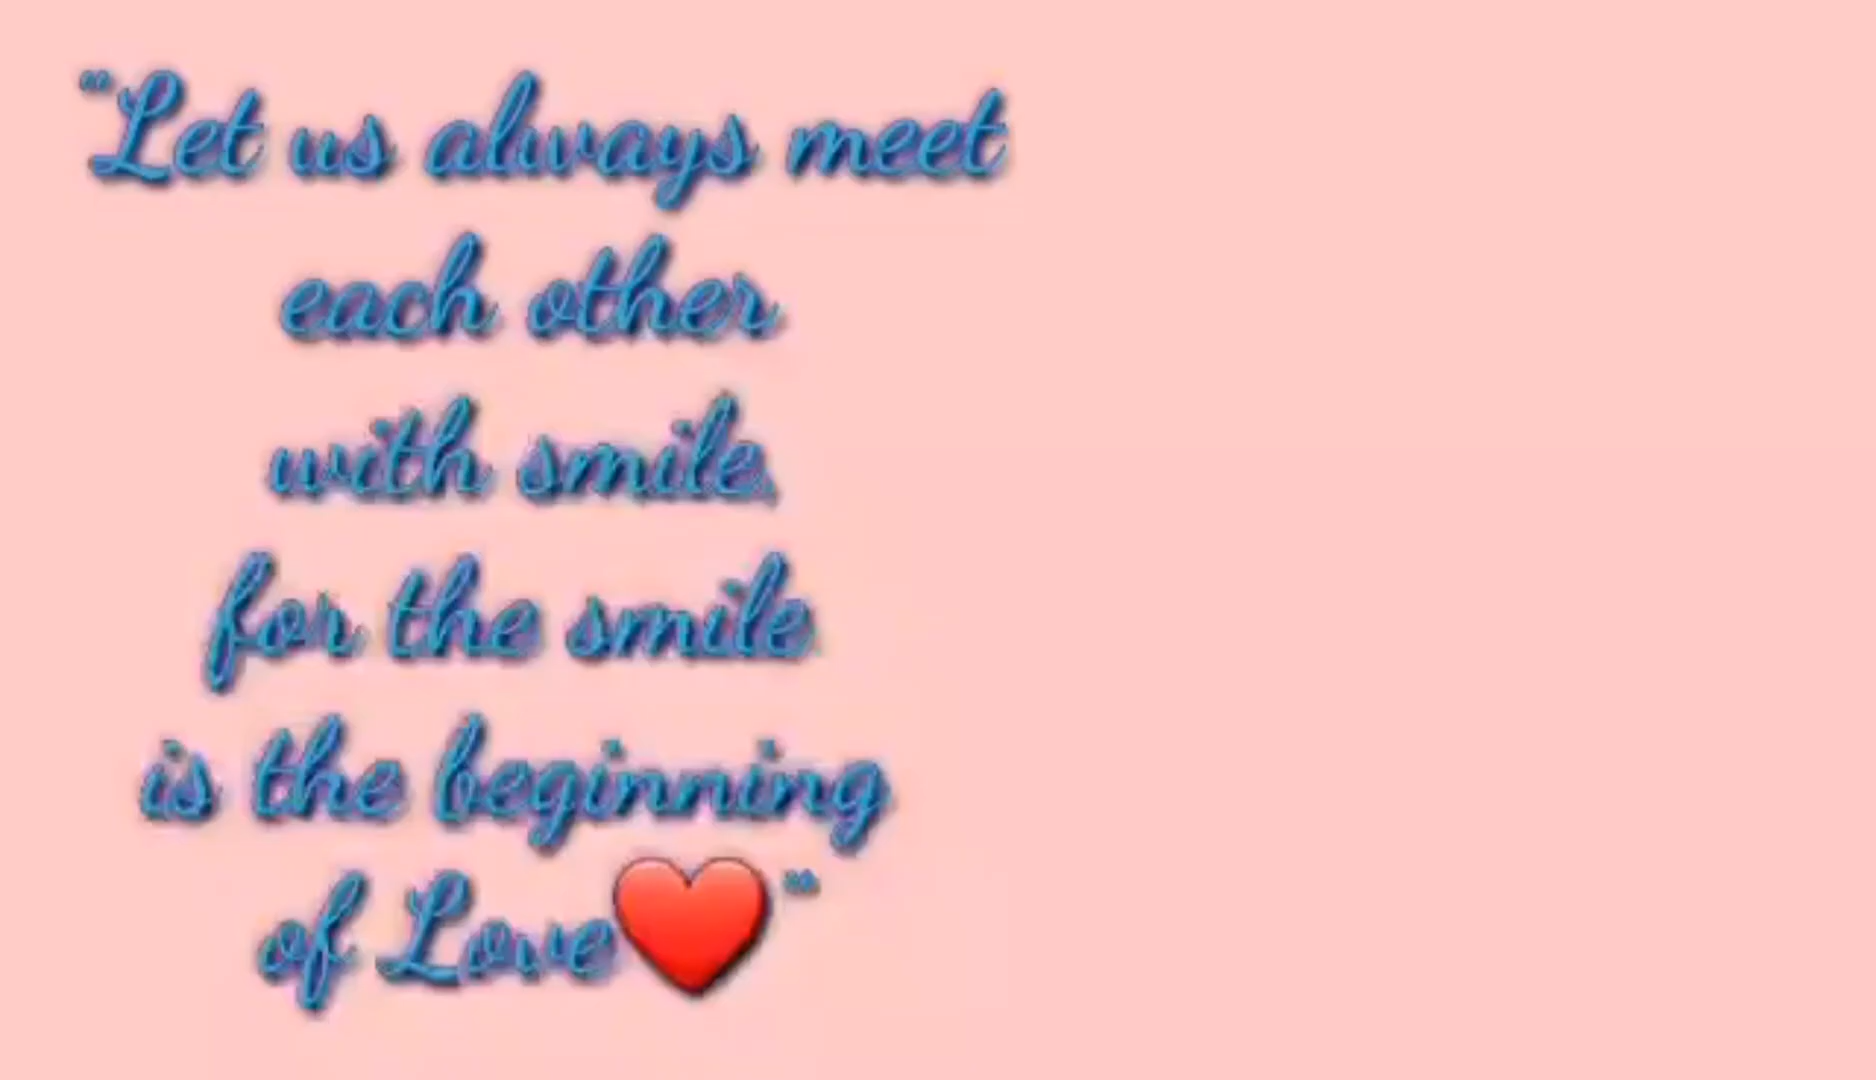 "Let us always meet
each other
with smile,
for the smile
is the beginning
of Love❤️"